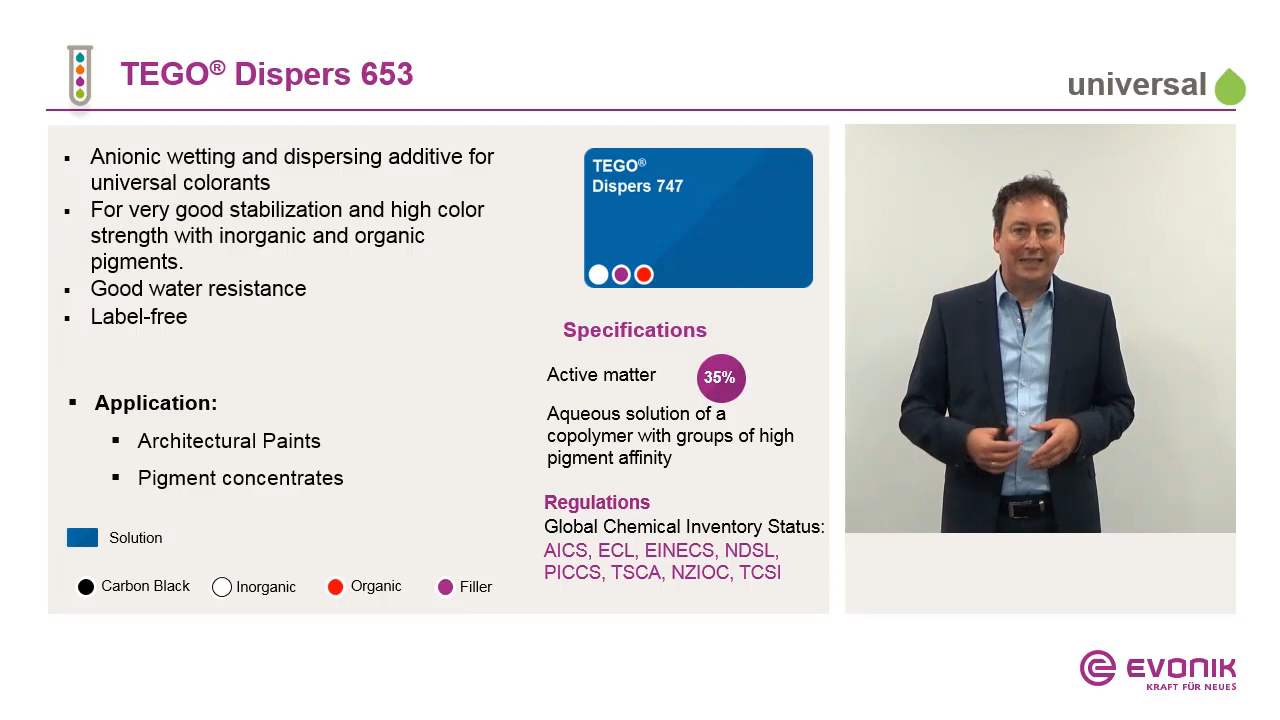 TEGO® Dispers 653
universal
▪ Anionic wetting and dispersing additive for
universal colorants
▪ For very good stabilization and high color
strength with inorganic and organic
pigments.
▪ Good water resistance
▪ Label-free
▪ Application:
▪ Architectural Paints
▪ Pigment concentrates
Solution
Carbon Black Inorganic Organic Filler
TEGO®
Dispers 747
Specifications
Active matter 35%
Aqueous solution of a
copolymer with groups of high
pigment affinity
Regulations
Global Chemical Inventory Status:
AICS, ECL, EINECS, NDSL,
PICCS, TSCA, NZIOC, TCSI
EVONIK
KRAFT FÜR NEUES